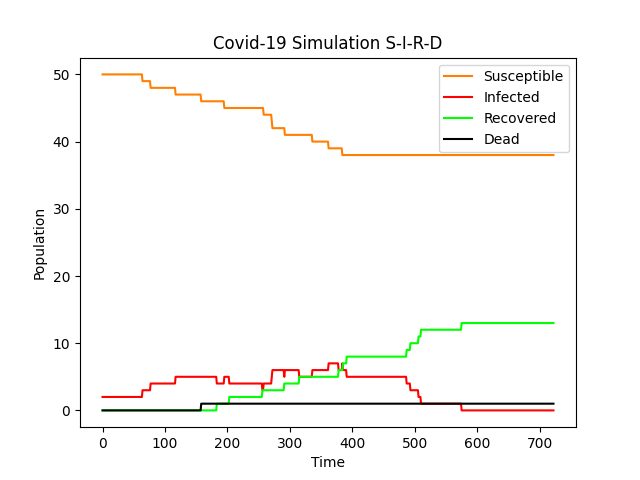 Covid-19 Simulation S-I-R-D
Susceptible
Infected
Recovered
Dead
50
40
30
20
10
0
Population
0 100 200 300 400 500 600 700
Time